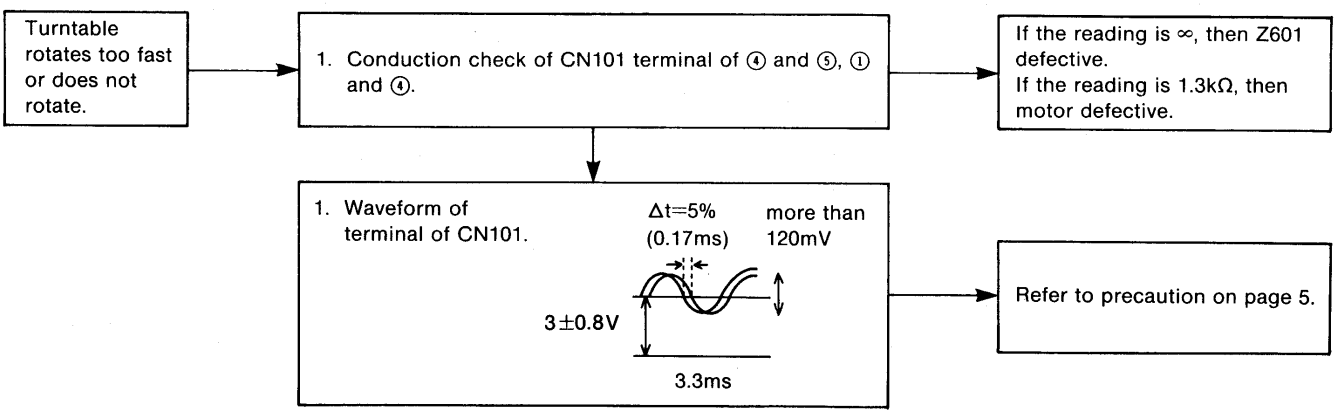 Turntable
rotates too fast
or does not
rotate.
1. Conduction check of CN101 terminal of ④ and ⑤, ①
and ④.
If the reading is ∞, then Z601
defective.
If the reading is 1.3kΩ, then
motor defective.
1. Waveform of
terminal of CN101.
Δt=5%
(0.17ms)
more than
120mV
3±0.8V
3.3ms
Refer to precaution on page 5.